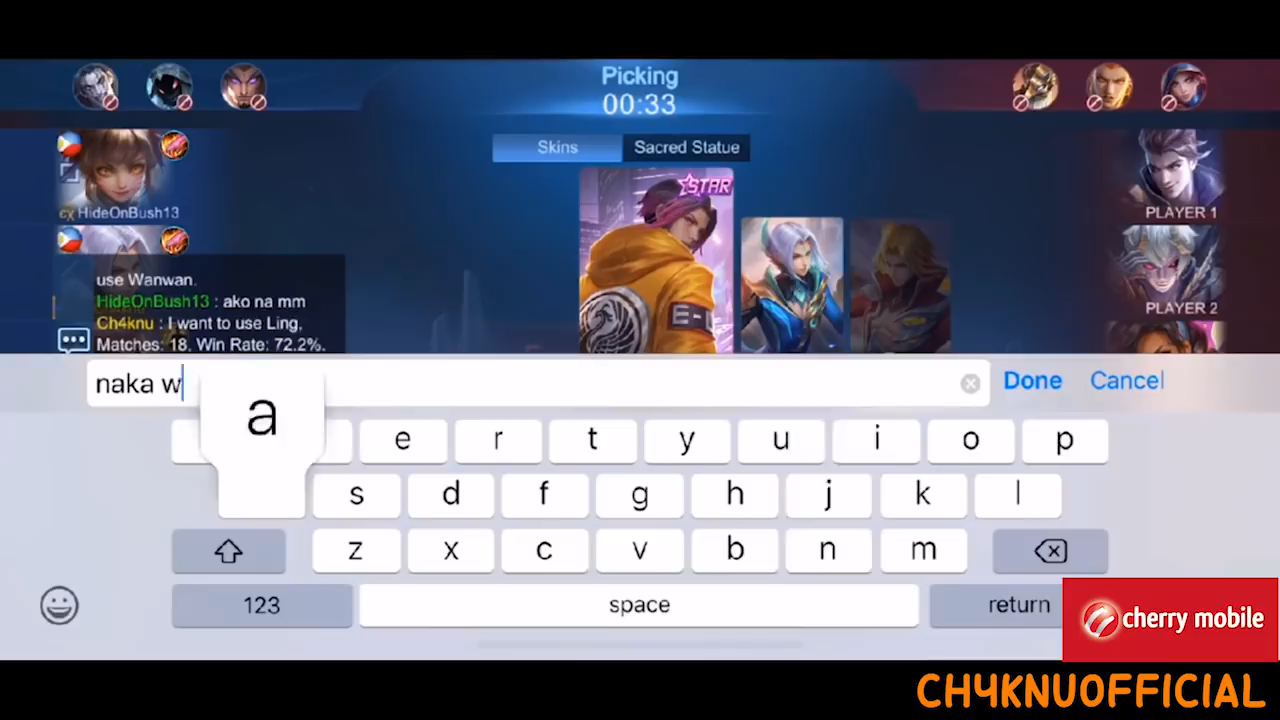 Picking
00:33
Skins
Sacred Statue
STAR
HideOnBush13
PLAYER 1
PLAYER 2
use Wanwan.
HideOnBush13 : ako na mm
Ch4knu : I want to use Ling,
Matches: 18, Win Rate: 72.2%.
naka w
Done
Cancel
a
e r t y u i o p
s d f g h j k l
z x c v b n m
123
space
return
cherry mobile
CH4KNUOFFICIAL